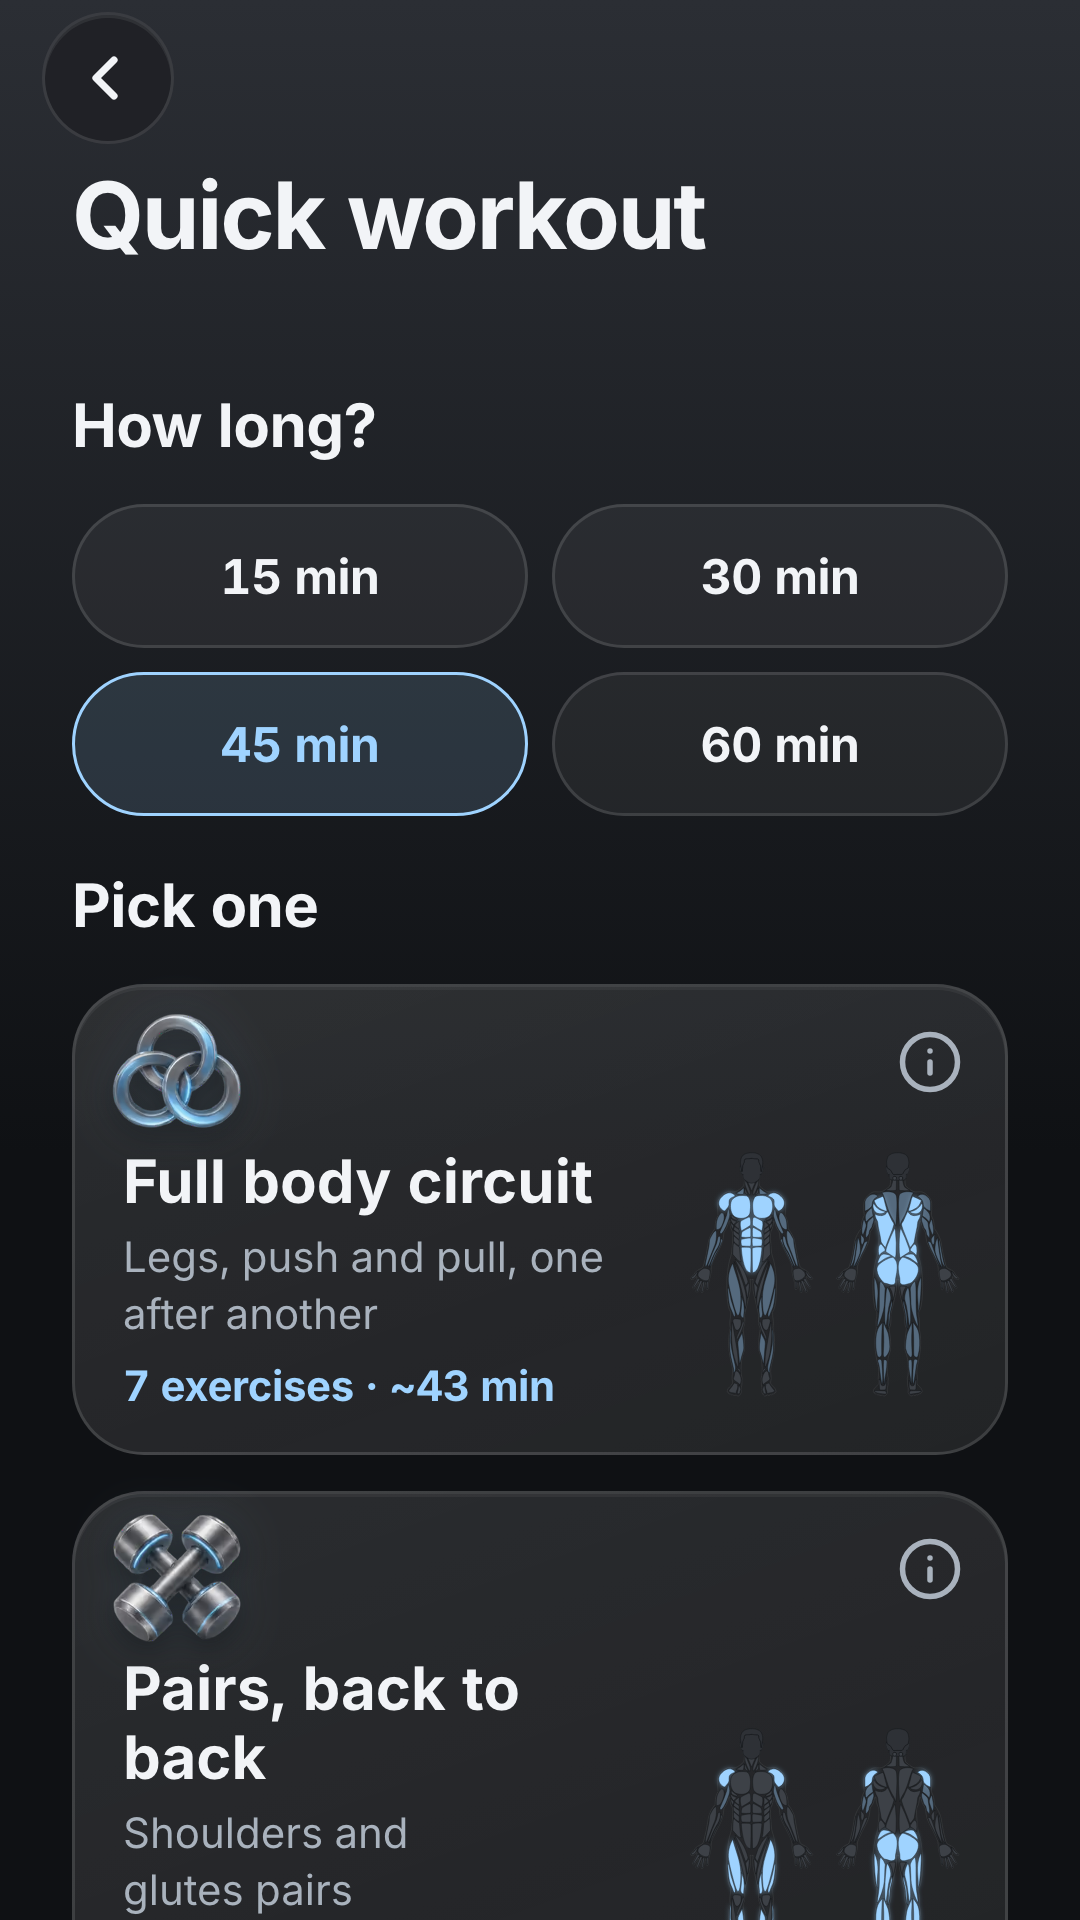 Quick workout
How long?
15 min
30 min
45 min
60 min
Pick one
Full body circuit
Legs, push and pull, one
after another
7 exercises · ~43 min
Pairs, back to
back
Shoulders and
glutes pairs